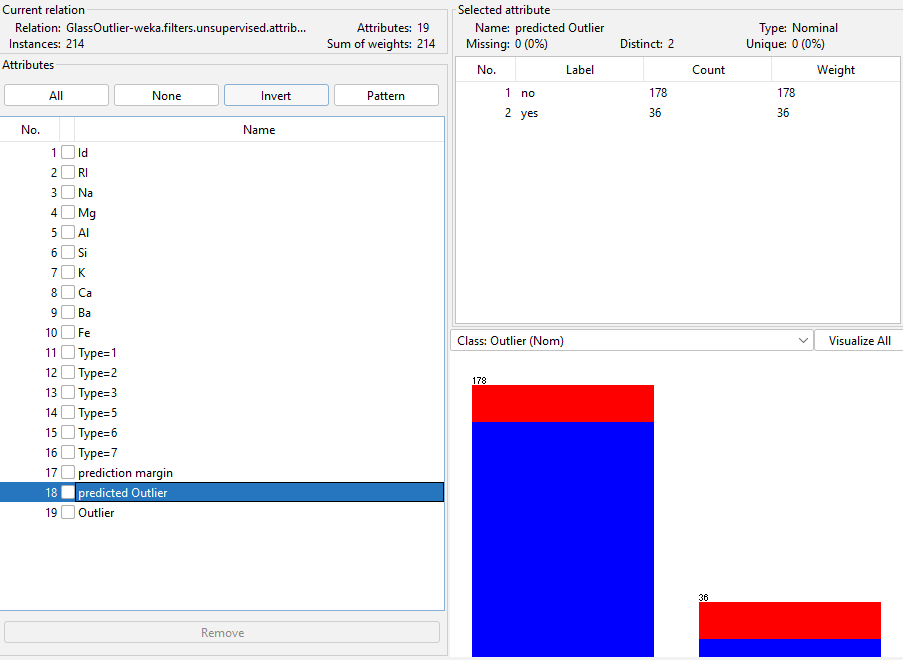 Current relation
Relation: GlassOutlier-weka.filters.unsupervised.attrib... Attributes: 19
Instances: 214 Sum of weights: 214
Attributes
All None Invert Pattern
No. Name
1 Id
2 RI
3 Na
4 Mg
5 Al
6 Si
7 K
8 Ca
9 Ba
10 Fe
11 Type=1
12 Type=2
13 Type=3
14 Type=5
15 Type=6
16 Type=7
17 prediction margin
18 predicted Outlier
19 Outlier
Remove
Selected attribute
Name: predicted Outlier Type: Nominal
Missing: 0 (0%) Distinct: 2 Unique: 0 (0%)
No. Label Count Weight
1 no 178 178
2 yes 36 36
Class: Outlier (Nom) Visualize All
178
36